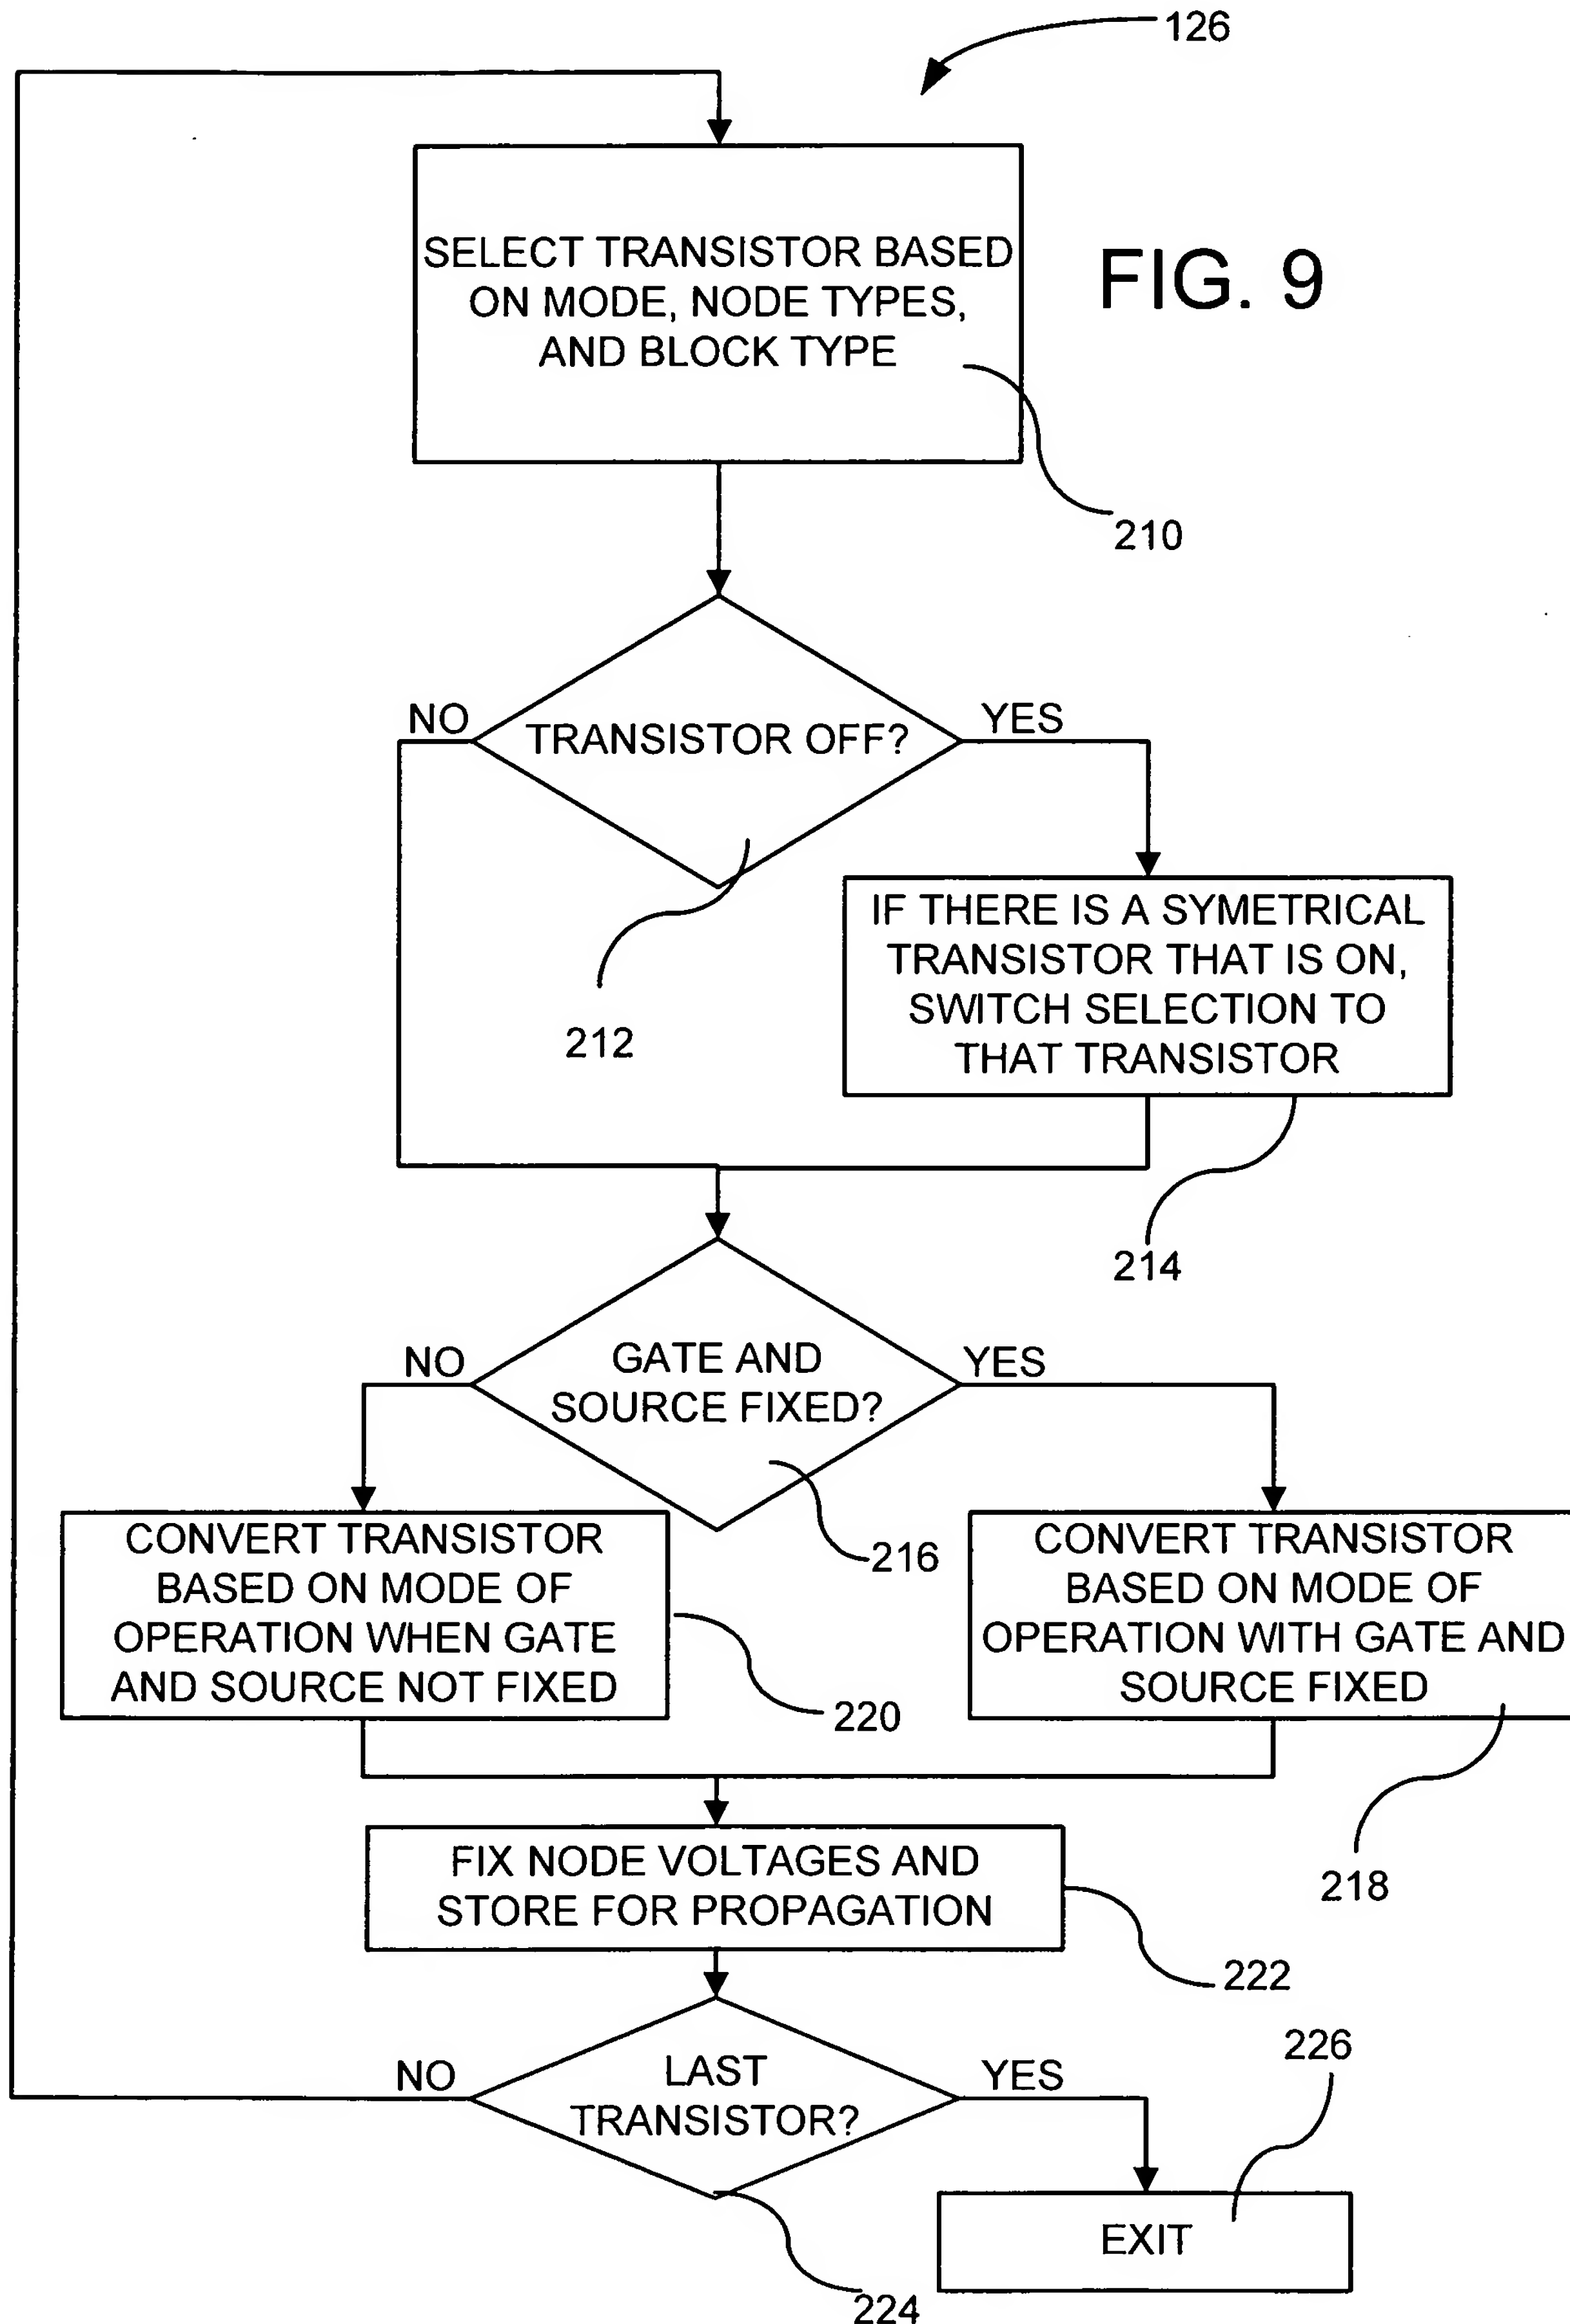 126
SELECT TRANSISTOR BASED
ON MODE, NODE TYPES,
AND BLOCK TYPE
FIG. 9
210
NO
TRANSISTOR OFF?
YES
212
IF THERE IS A SYMETRICAL
TRANSISTOR THAT IS ON,
SWITCH SELECTION TO
THAT TRANSISTOR
214
NO
GATE AND
SOURCE FIXED?
YES
216
CONVERT TRANSISTOR
BASED ON MODE OF
OPERATION WHEN GATE
AND SOURCE NOT FIXED
220
CONVERT TRANSISTOR
BASED ON MODE OF
OPERATION WITH GATE AND
SOURCE FIXED
218
FIX NODE VOLTAGES AND
STORE FOR PROPAGATION
222
NO
LAST
TRANSISTOR?
YES
226
EXIT
224